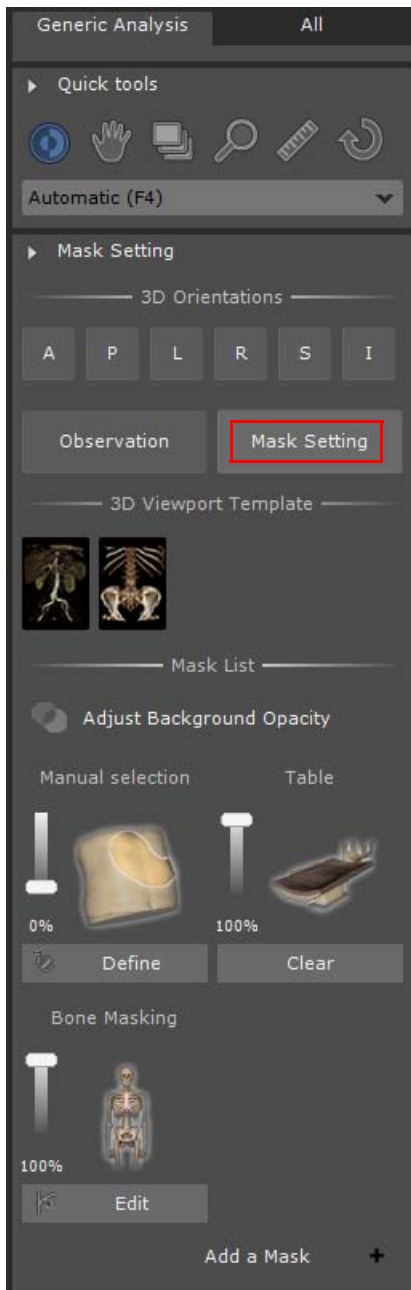 Generic Analysis All
Quick tools
Automatic (F4)
Mask Setting
3D Orientations
A P L R S I
Observation Mask Setting
3D Viewport Template
Mask List
Adjust Background Opacity
Manual selection Table
0% 100%
Define Clear
Bone Masking
100%
Edit
Add a Mask +